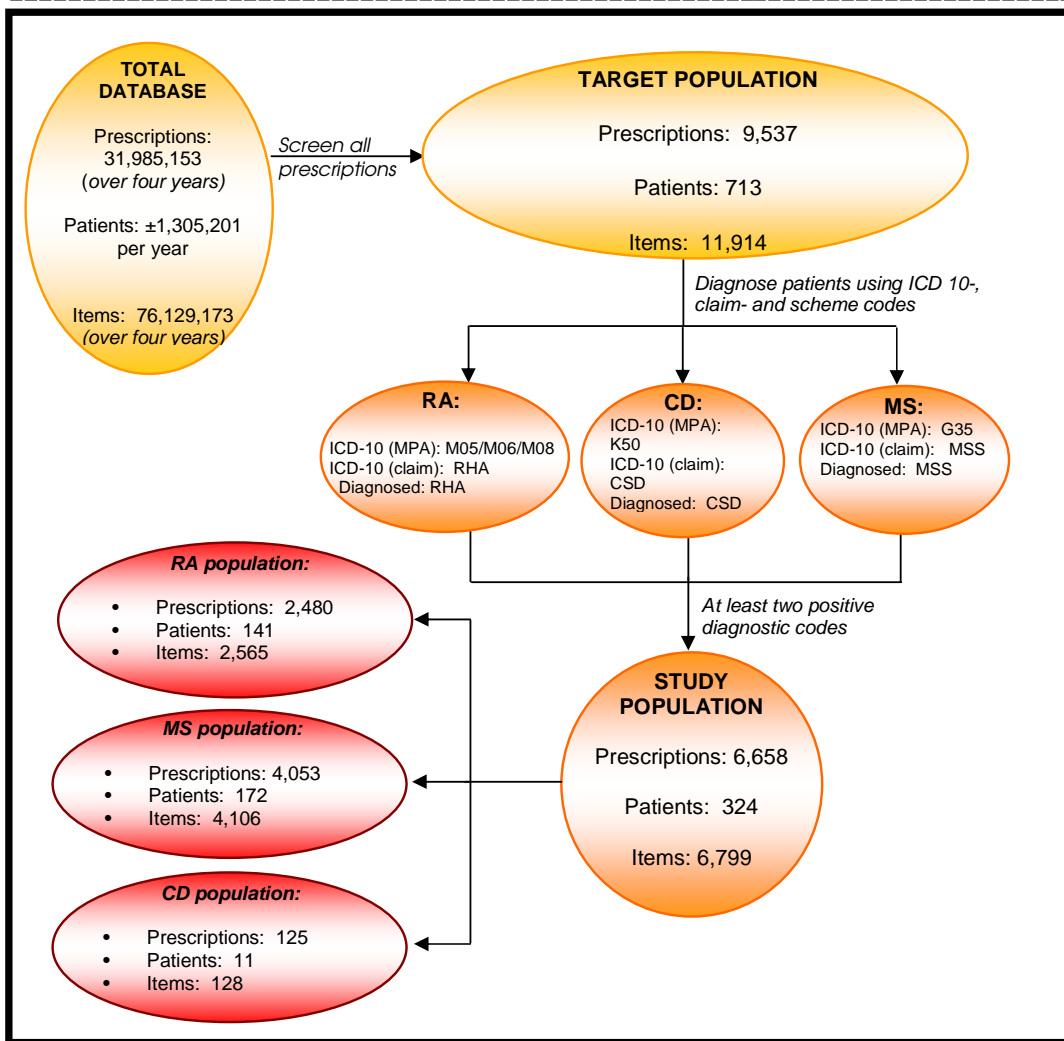 TOTAL
DATABASE
Prescriptions:
31,985,153
(over four years)
Patients: ±1,305,201
per year
Items: 76,129,173
(over four years)
Screen all
prescriptions
TARGET POPULATION
Prescriptions: 9,537
Patients: 713
Items: 11,914
Diagnose patients using ICD 10-,
claim- and scheme codes
RA:
ICD-10 (MPA): M05/M06/M08
ICD-10 (claim): RHA
Diagnosed: RHA
CD:
ICD-10 (MPA):
K50
ICD-10 (claim):
CSD
Diagnosed: CSD
MS:
ICD-10 (MPA): G35
ICD-10 (claim): MSS
Diagnosed: MSS
At least two positive
diagnostic codes
STUDY
POPULATION
Prescriptions: 6,658
Patients: 324
Items: 6,799
RA population:
• Prescriptions: 2,480
• Patients: 141
• Items: 2,565
MS population:
• Prescriptions: 4,053
• Patients: 172
• Items: 4,106
CD population:
• Prescriptions: 125
• Patients: 11
• Items: 128